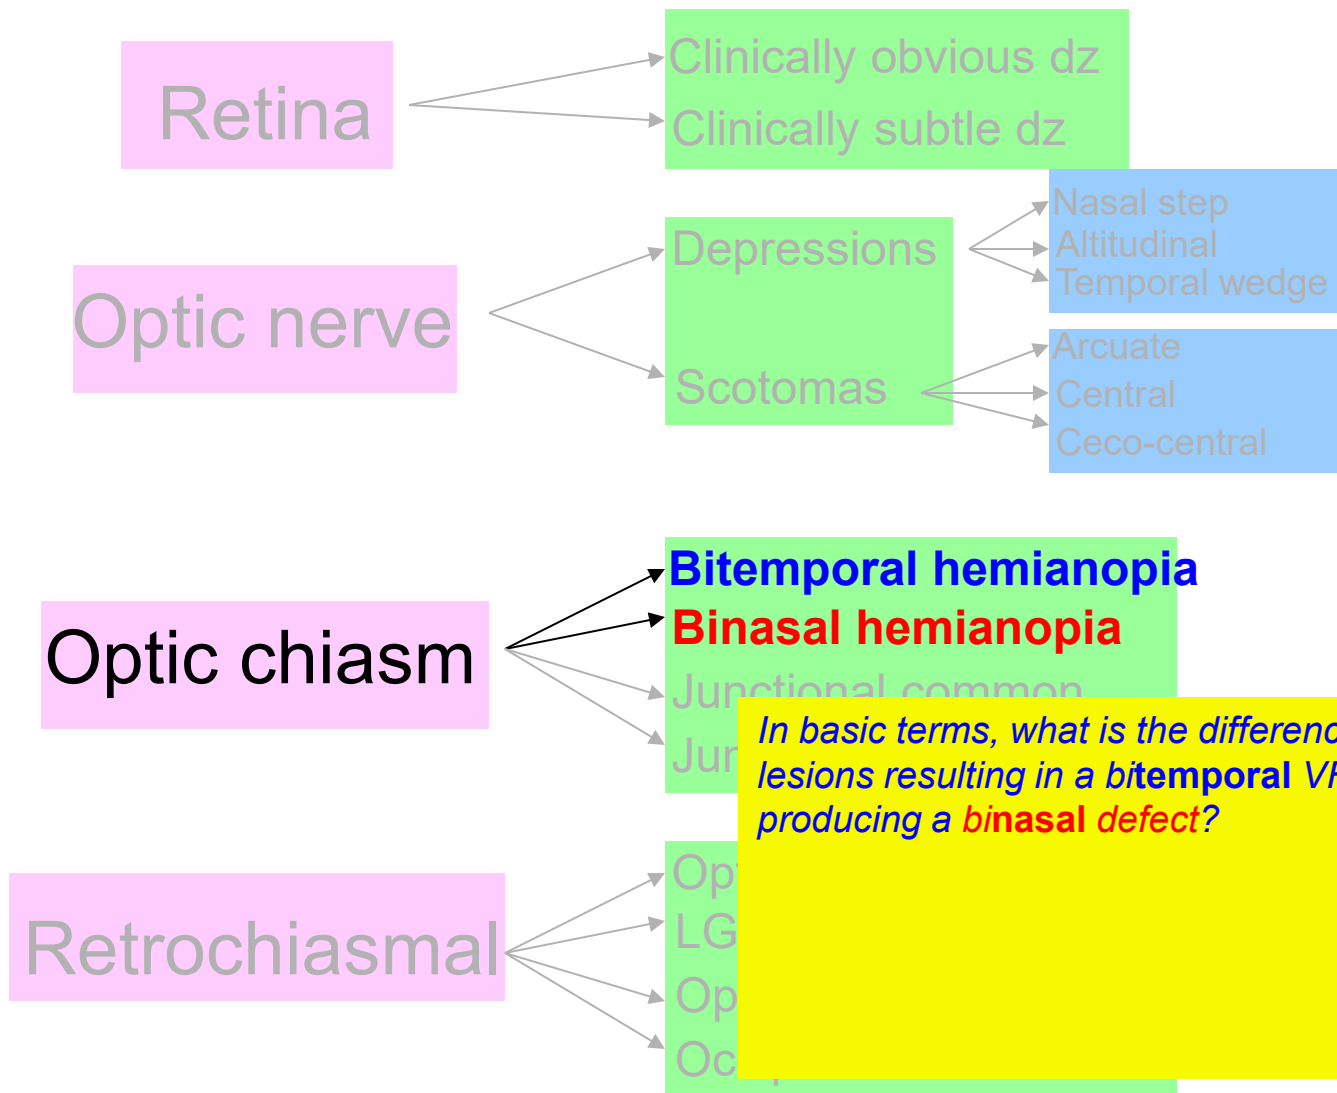 Retina
Clinically obvious dz
Clinically subtle dz
Optic nerve
Depressions
Scotomas
Nasal step
Altitudinal
Temporal wedge
Arcuate
Central
Ceco-central
Optic chiasm
Bitemporal hemianopia
Binasal hemianopia
Junctional common
In basic terms, what is the
lesions resulting in a bitemporal
producing a binasal defect?
Retrochiasmal